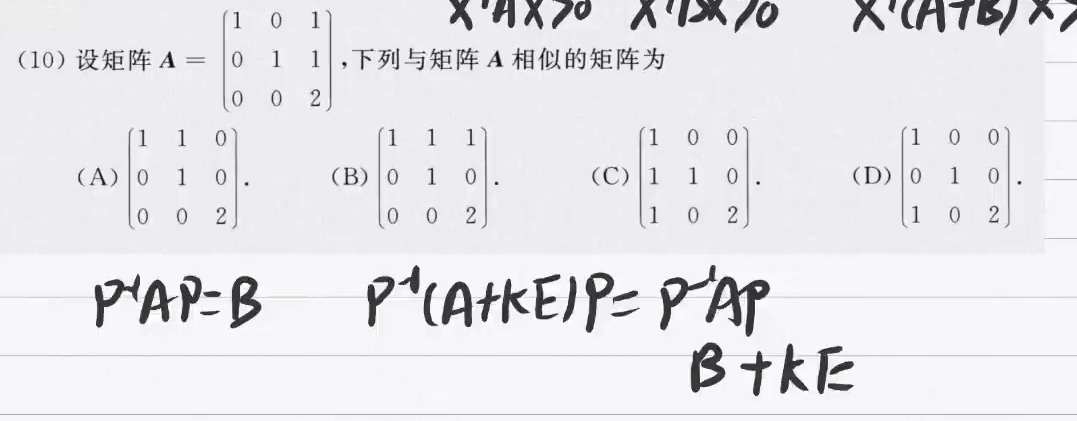 X'AX>0 X'BX>0 X'(A+B)X>
(10) 设矩阵 A = [1 0 1; 0 1 1; 0 0 2], 下列与矩阵 A 相似的矩阵为
(A) [1 1 0; 0 1 0; 0 0 2]. (B) [1 1 1; 0 1 0; 0 0 2]. (C) [1 0 0; 1 1 0; 1 0 2]. (D) [1 0 0; 0 1 0; 1 0 2].
P⁻¹AP=B P⁻¹(A+kE)P= P⁻¹AP
B+kE